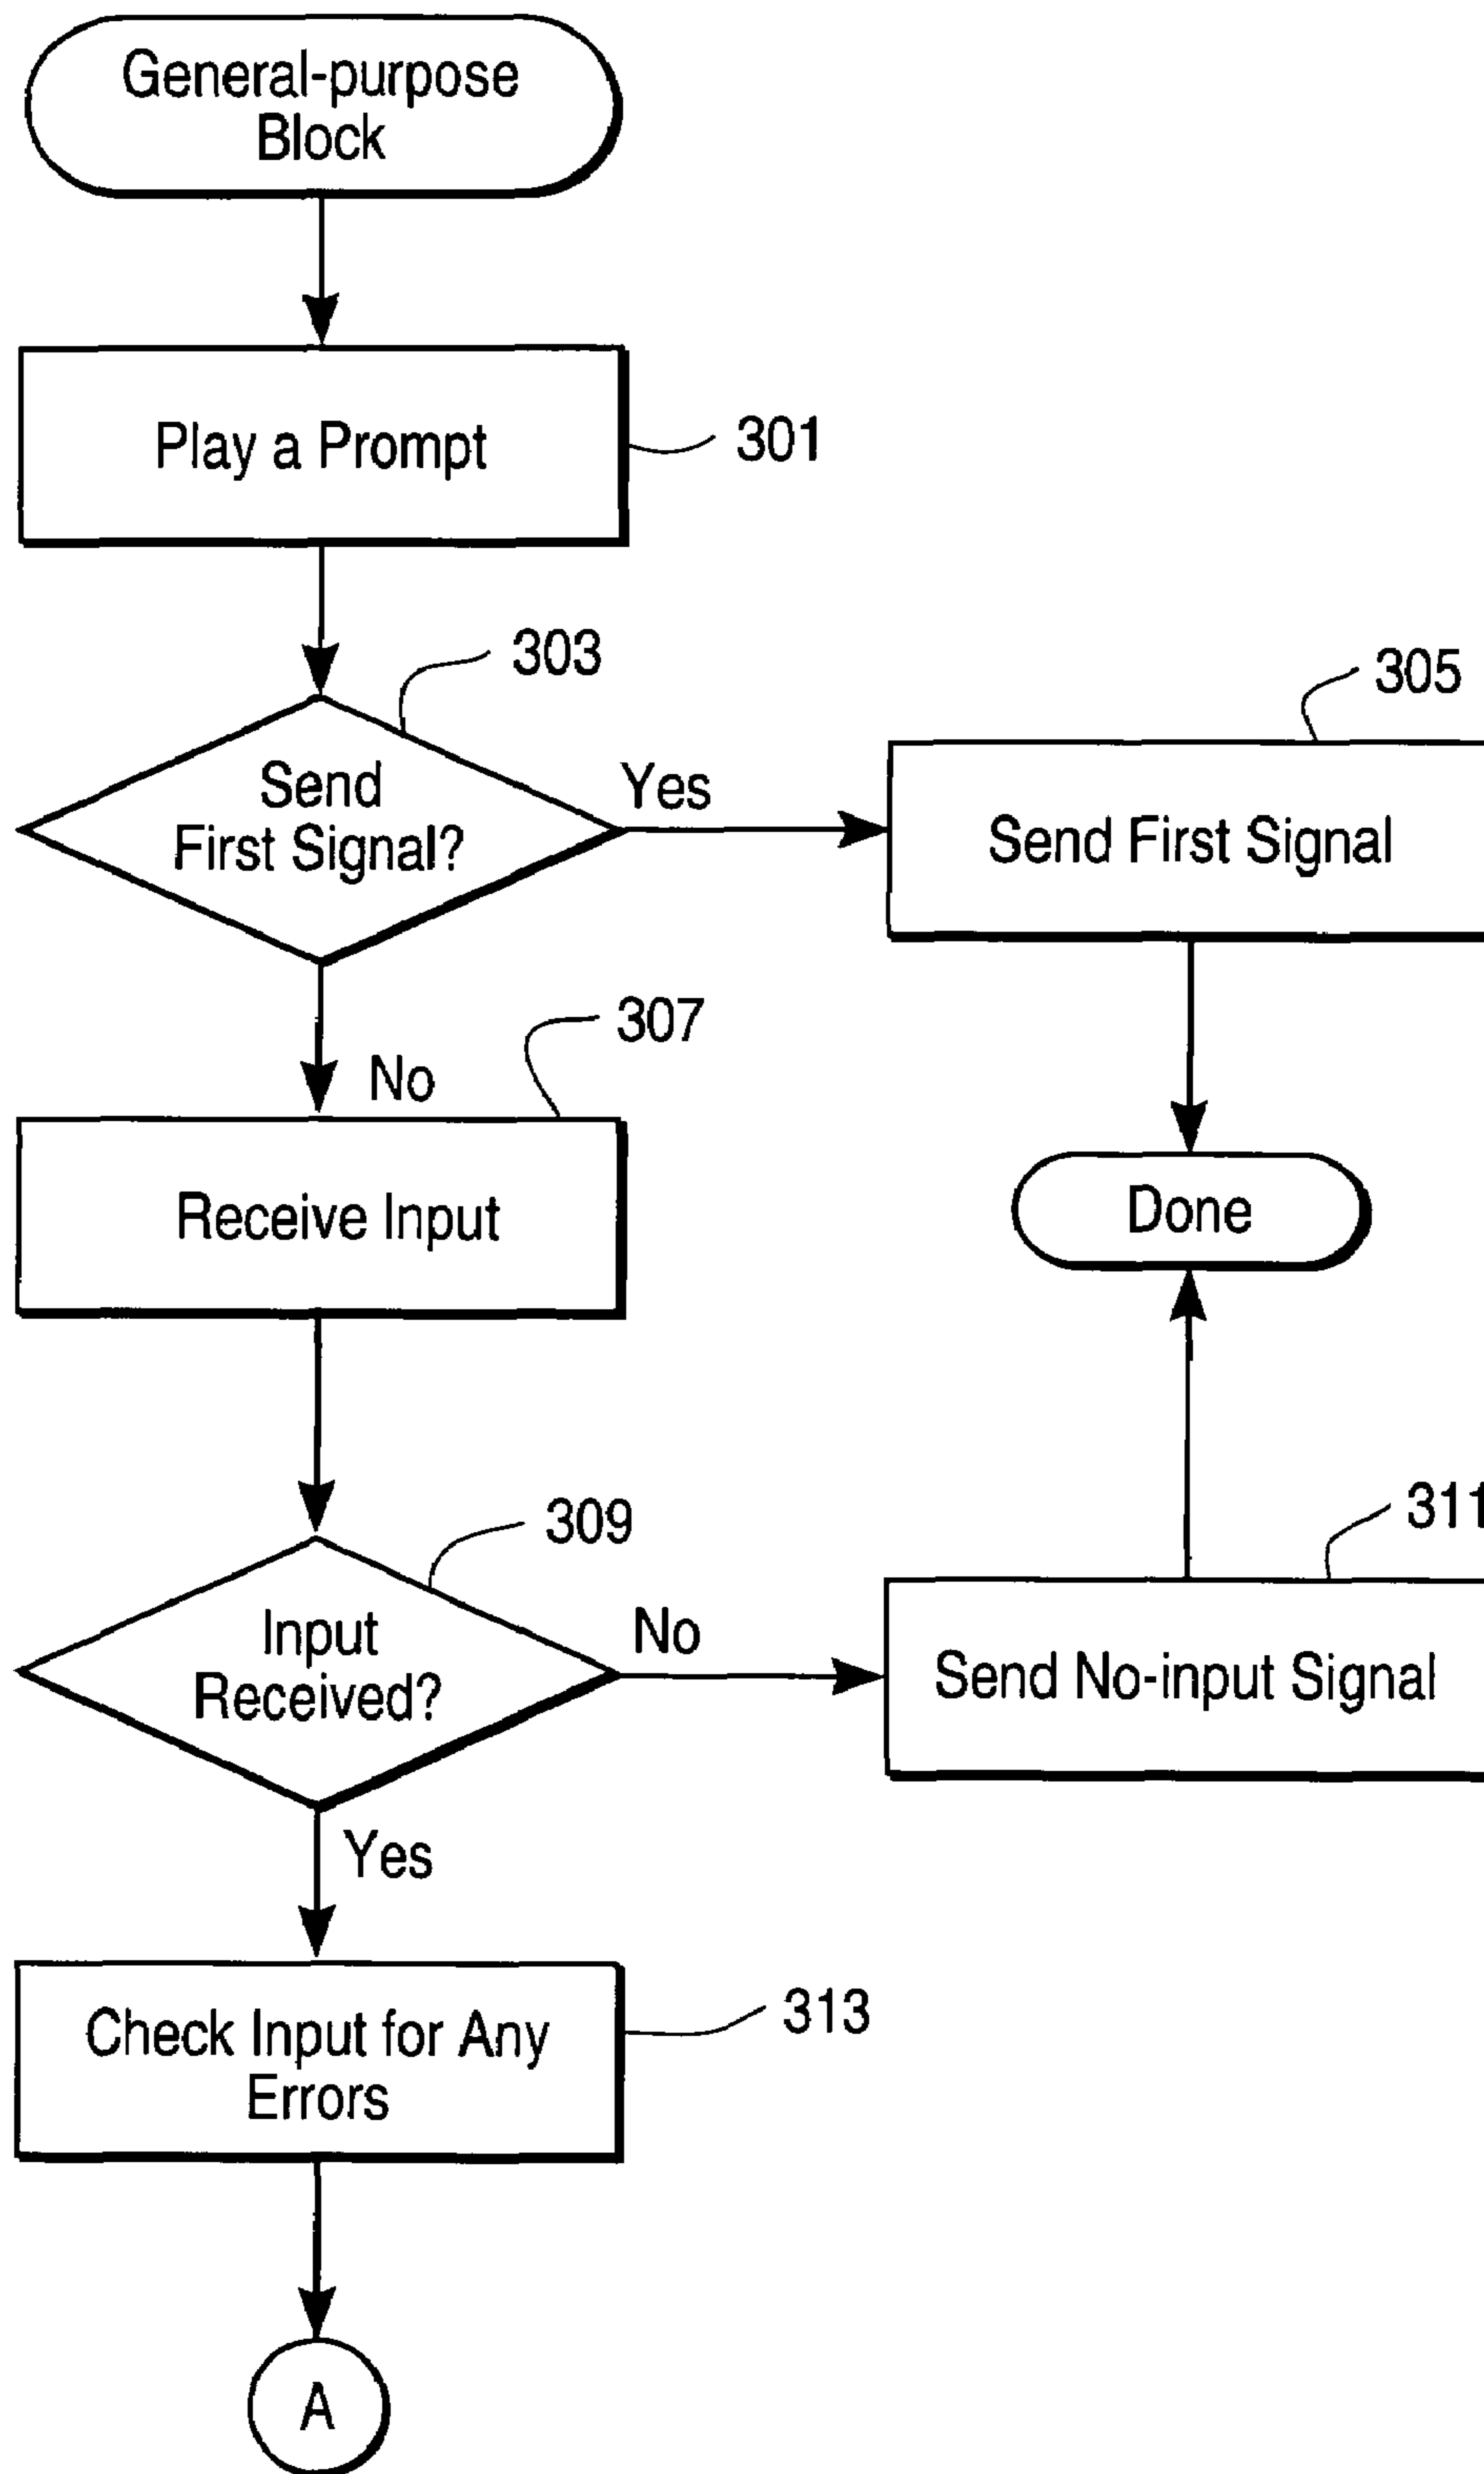 General-purpose
Block
Play a Prompt
301
303
305
Send
First Signal?
Yes
Send First Signal
307
No
Receive Input
Done
309
311
Input
Received?
No
Send No-input Signal
Yes
Check Input for Any
Errors
313
A